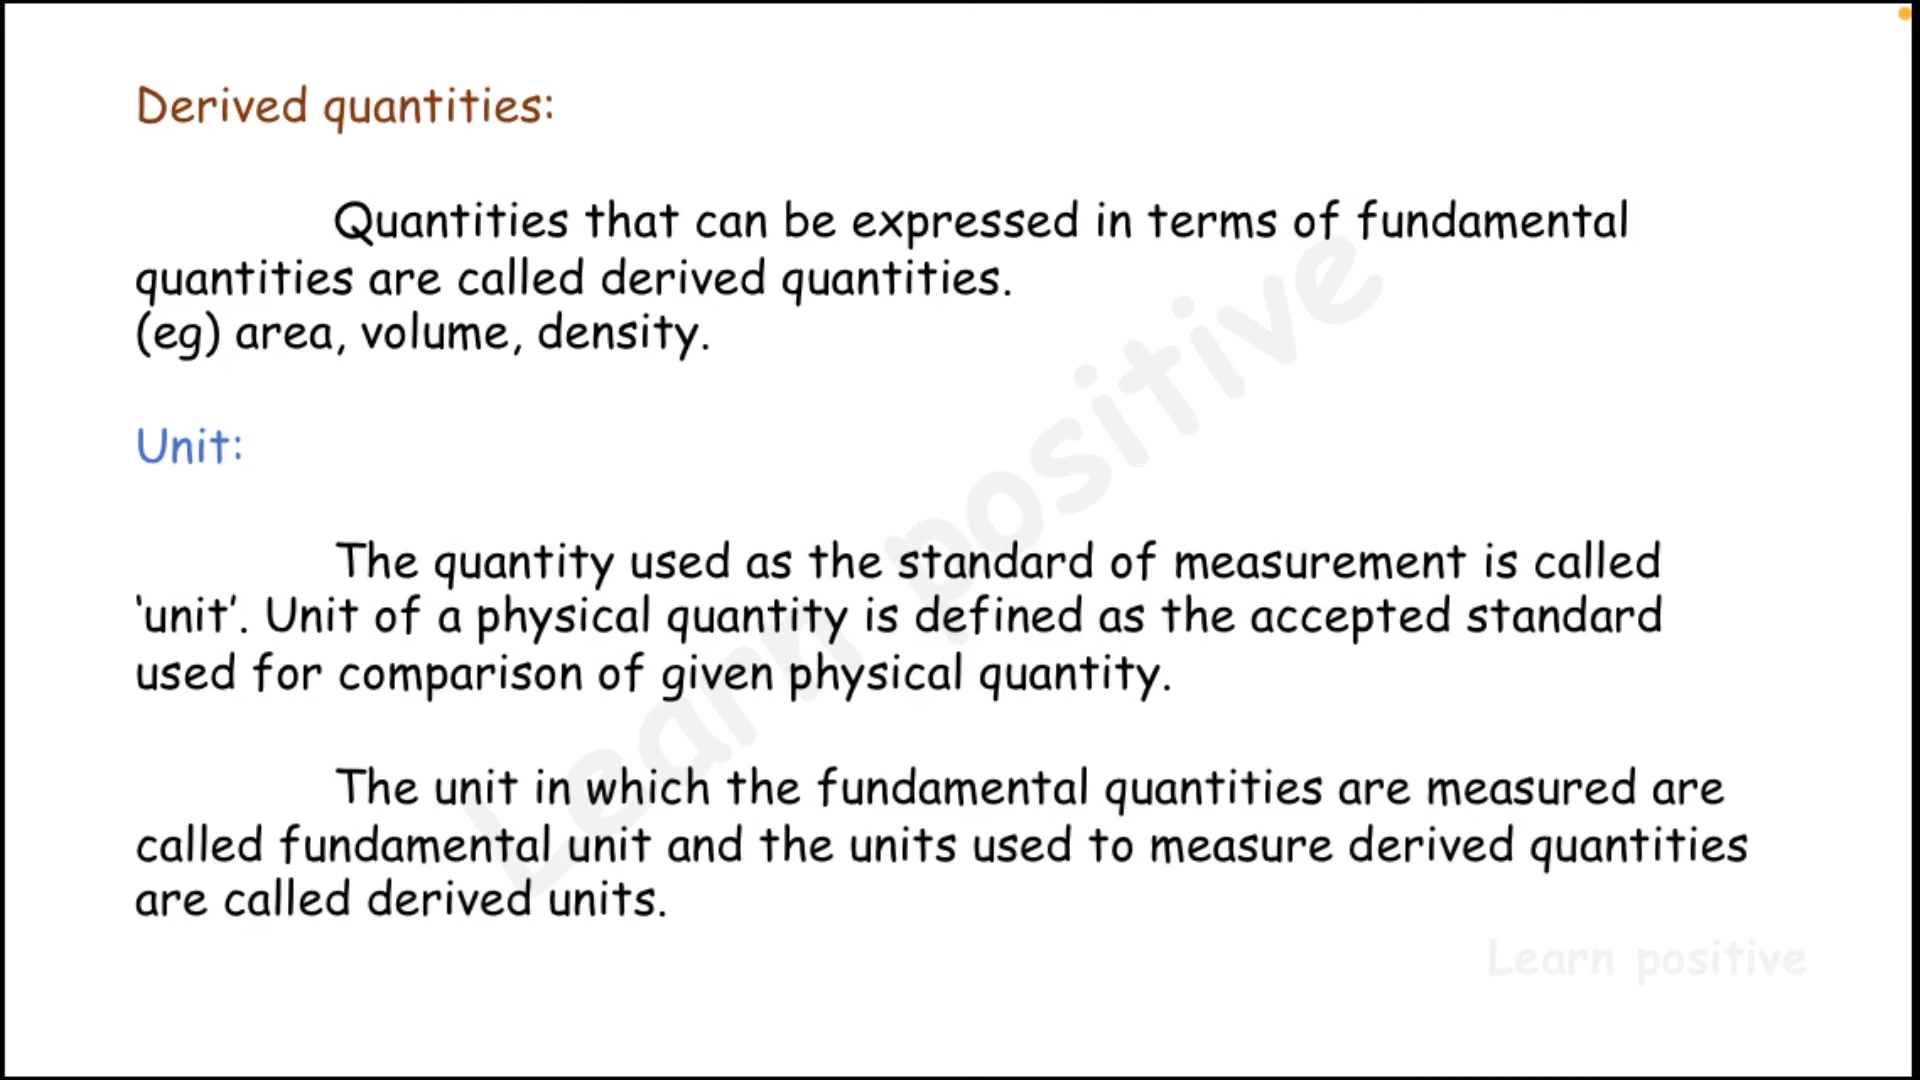 Derived quantities:
Quantities that can be expressed in terms of fundamental
quantities are called derived quantities.
(eg) area, volume, density.
Unit:
The quantity used as the standard of measurement is called
‘unit’. Unit of a physical quantity is defined as the accepted standard
used for comparison of given physical quantity.
The unit in which the fundamental quantities are measured are
called fundamental unit and the units used to measure derived quantities
are called derived units.
Learn positive
Learn positive